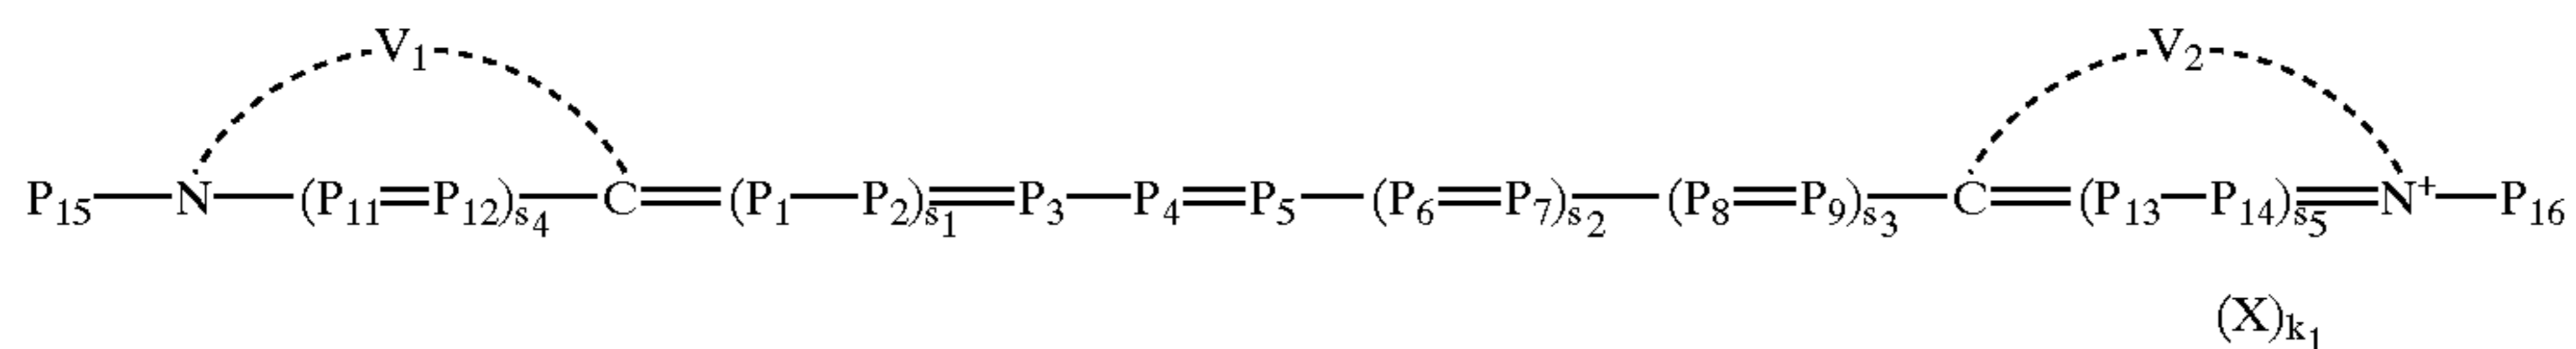 V₁ V₂
P₁₅—N—(P₁₁=P₁₂)s₄—C=(P₁—P₂)s₁=P₃—P₄=P₅—(P₆=P₇)s₂—(P₈=P₉)s₃—C=(P₁₃—P₁₄)s₅=N⁺—P₁₆
(X)k₁